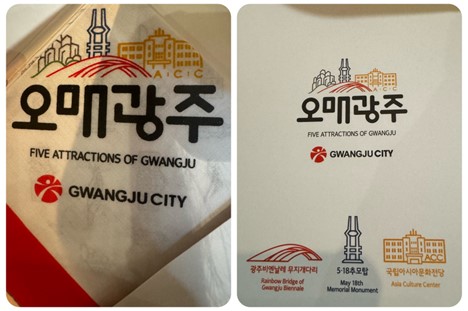 A C C
오매광주
FIVE ATTRACTIONS OF GWANGJU
GWANGJU CITY
ACC
오매광주
FIVE ATTRACTIONS OF GWANGJU
GWANGJU CITY
광주비엔날레 무지개다리
Rainbow Bridge of
Gwangju Biennale
5·18추모탑
May 18th
Memorial Monument
ACC
국립아시아문화전당
Asia Culture Center